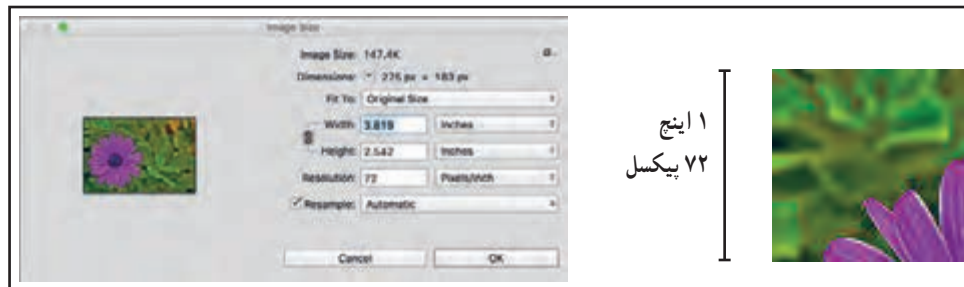 Image Size
Image Size: 147.4K
Dimensions: 275 px × 183 px
Fit To: Original Size
Width: 3.819 Inches
Height: 2.542 Inches
Resolution: 72 Pixels/Inch
Resample: Automatic
Cancel OK
۱ اینچ
۷۲ پیکسل